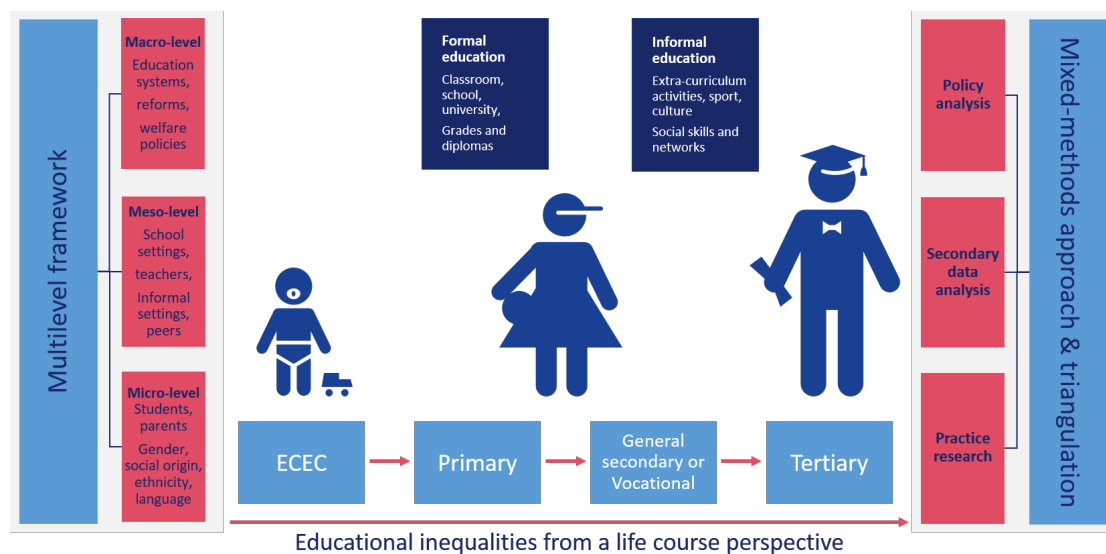 Multilevel framework
Macro-level
Education
systems,
reforms,
welfare
policies
Meso-level
School
settings,
teachers,
Informal
settings,
peers
Micro-level
Students,
parents
Gender,
social origin,
ethnicity,
language
Formal
education
Classroom,
school,
university,
Grades and
diplomas
Informal
education
Extra-curriculum
activities, sport,
culture
Social skills and
networks
ECEC
Primary
General
secondary or
Vocational
Tertiary
Educational inequalities from a life course perspective
Policy
analysis
Secondary
data
analysis
Practice
research
Mixed-methods approach & triangulation